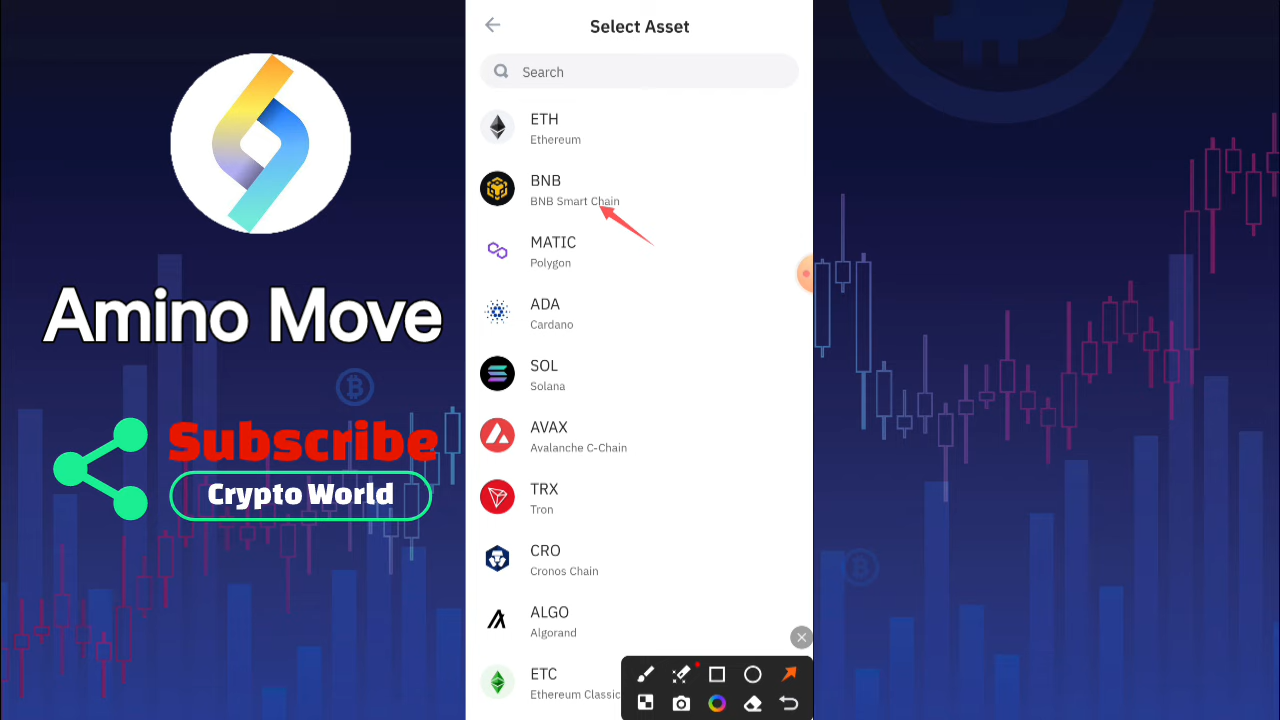 Amino Move
Subscribe
Crypto World
Select Asset
Search
ETH
Ethereum
BNB
BNB Smart Chain
MATIC
Polygon
ADA
Cardano
SOL
Solana
AVAX
Avalanche C-Chain
TRX
Tron
CRO
Cronos Chain
ALGO
Algorand
ETC
Ethereum Classic